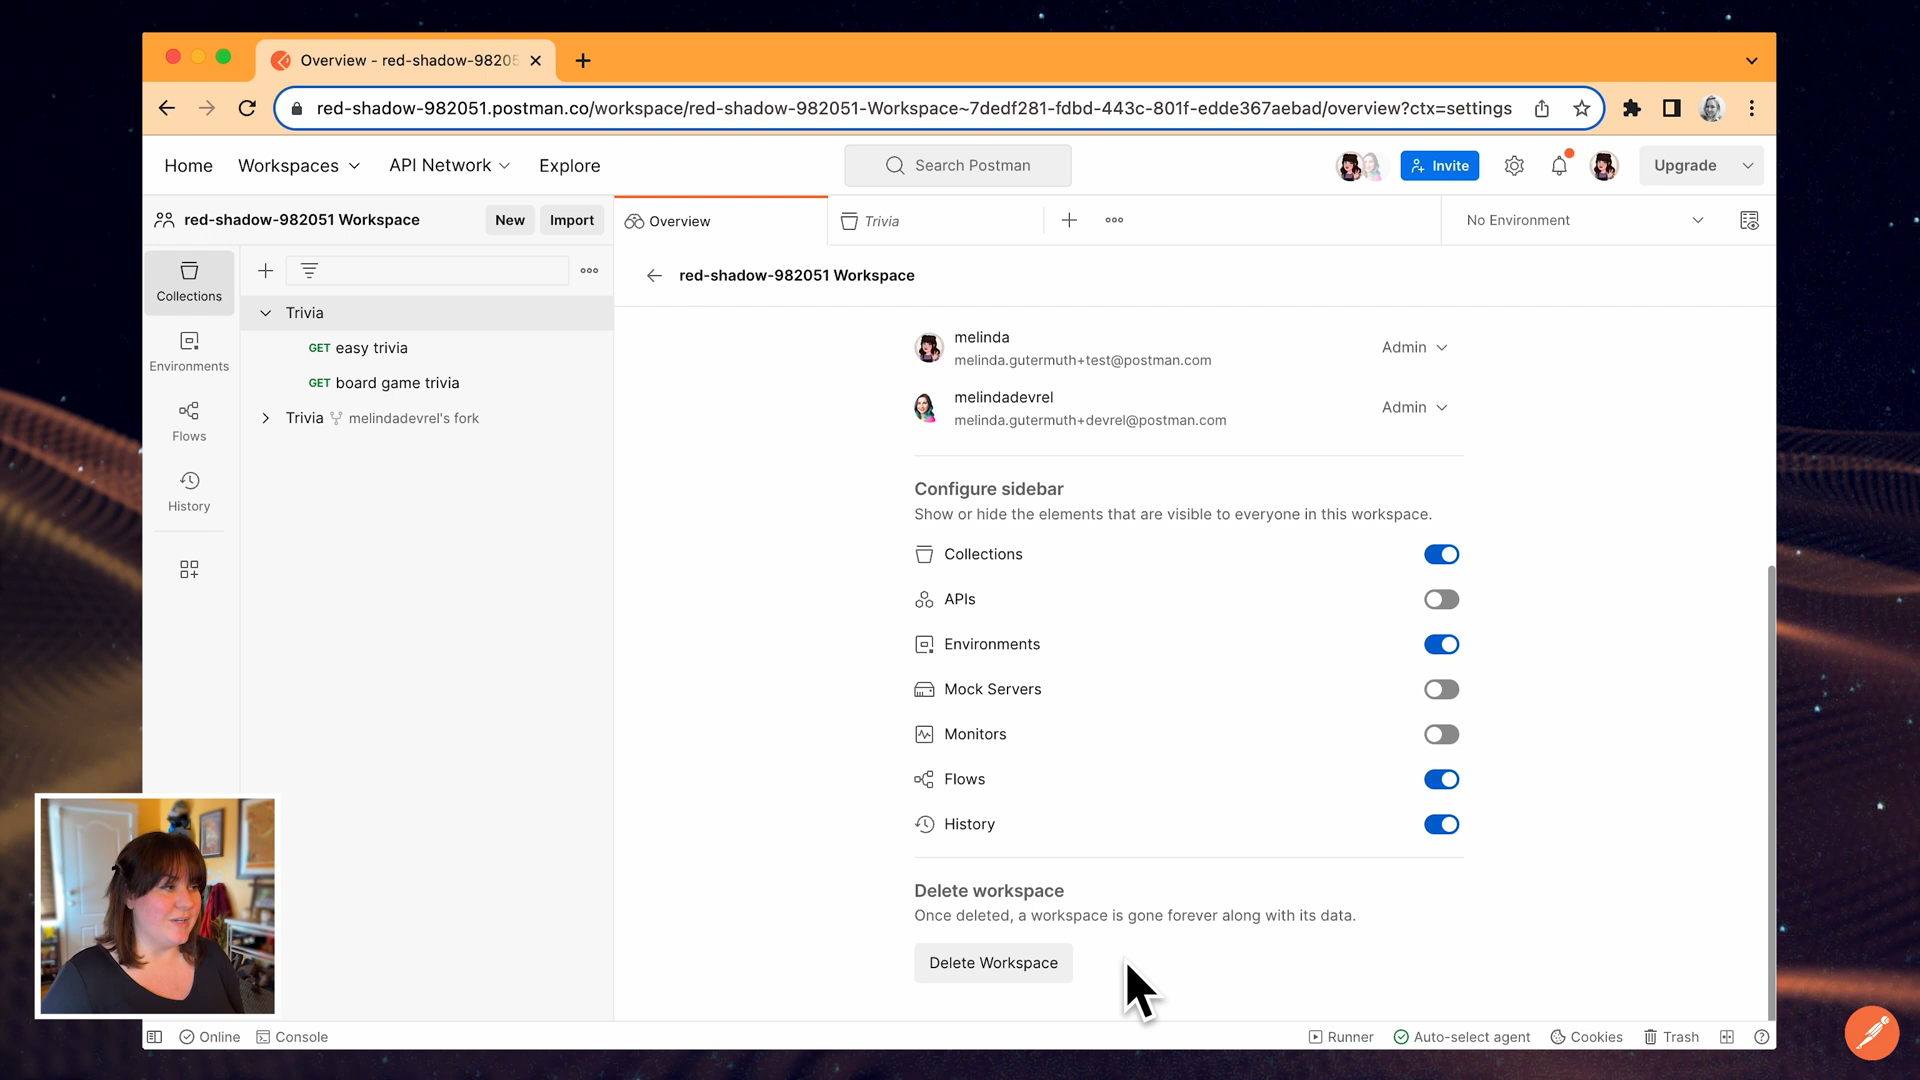 Overview - red-shadow-98205
red-shadow-982051.postman.co/workspace/red-shadow-982051-Workspace~7dedf281-fdbd-443c-801f-edde367aebad/overview?ctx=settings
Home Workspaces API Network Explore
Search Postman
Invite
Upgrade
red-shadow-982051 Workspace
New Import
Overview
Trivia
No Environment
Collections
Environments
Flows
History
Trivia
GET easy trivia
GET board game trivia
Trivia melindadevrel's fork
red-shadow-982051 Workspace
melinda
melinda.gutermuth+test@postman.com
Admin
melindadevrel
melinda.gutermuth+devrel@postman.com
Admin
Configure sidebar
Show or hide the elements that are visible to everyone in this workspace.
Collections
APIs
Environments
Mock Servers
Monitors
Flows
History
Delete workspace
Once deleted, a workspace is gone forever along with its data.
Delete Workspace
Online Console
Runner Auto-select agent Cookies Trash